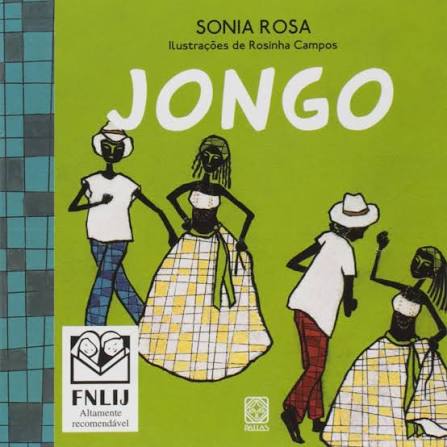 SONIA ROSA
Ilustrações de Rosinha Campos
JONGO
FNLIJ
Altamente
recomendável
PALLAS